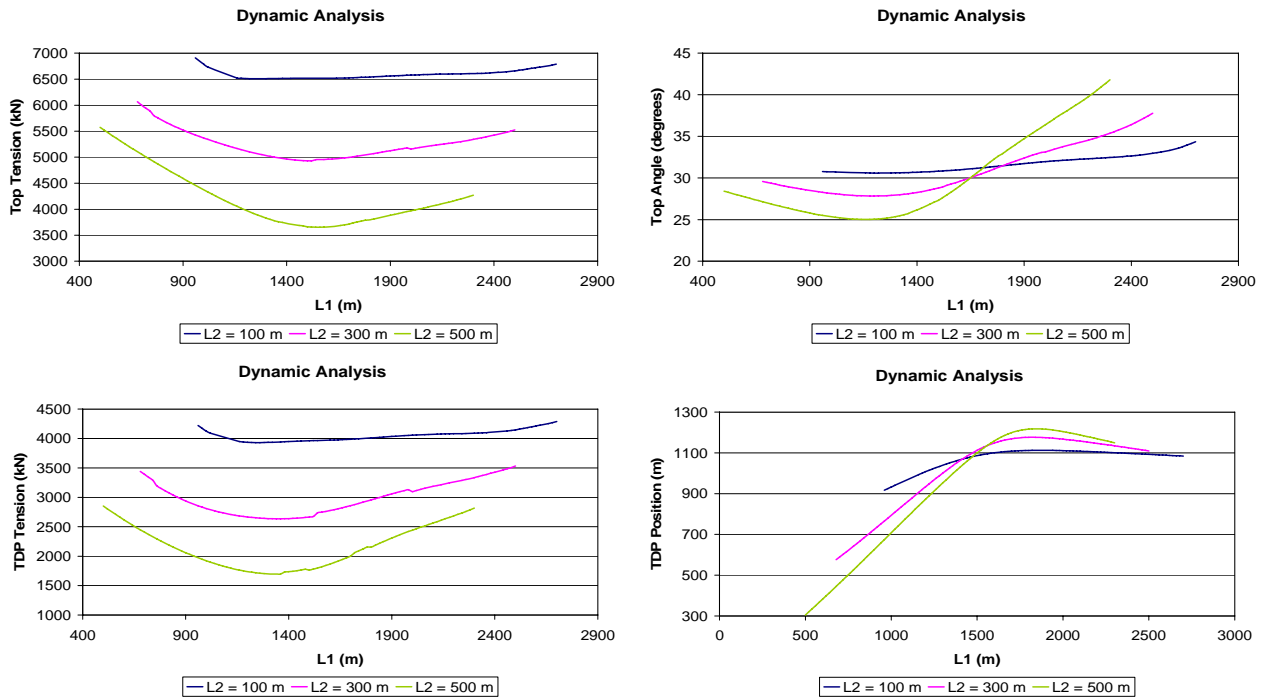 Dynamic Analysis
Top Tension (kN)
7000
6500
6000
5500
5000
4500
4000
3500
3000
400 900 1400 1900 2400 2900
L1 (m)
L2 = 100 m L2 = 300 m L2 = 500 m
Dynamic Analysis
Top Angle (degrees)
45
40
35
30
25
20
400 900 1400 1900 2400 2900
L1 (m)
L2 = 100 m L2 = 300 m L2 = 500 m
Dynamic Analysis
TDP Tension (kN)
4500
4000
3500
3000
2500
2000
1500
1000
400 900 1400 1900 2400 2900
L1 (m)
L2 = 100 m L2 = 300 m L2 = 500 m
Dynamic Analysis
TDP Position (m)
1300
1100
900
700
500
300
0 500 1000 1500 2000 2500 3000
L1 (m)
L2 = 100 m L2 = 300 m L2 = 500 m